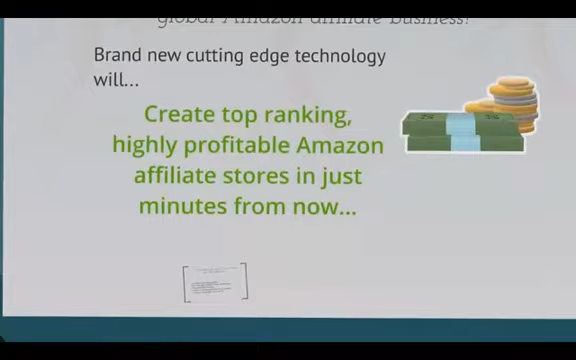 global Amazon affiliate business!
Brand new cutting edge technology
will...
Create top ranking,
highly profitable Amazon
affiliate stores in just
minutes from now...